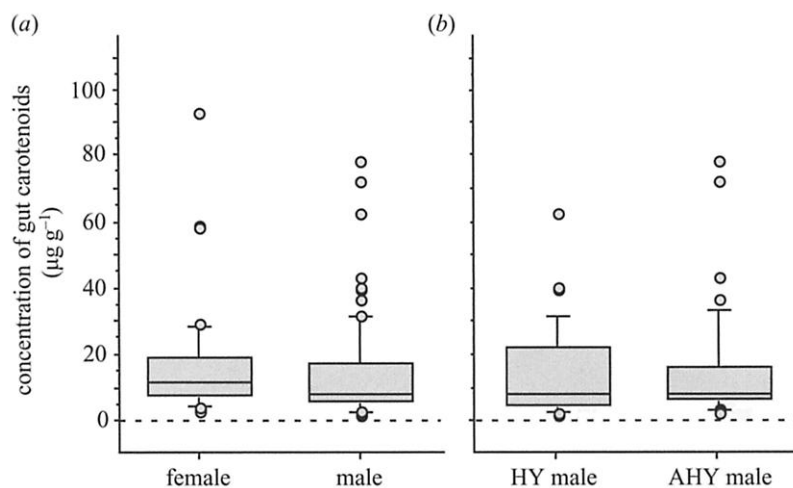 (a)
(b)
concentration of gut carotenoids
(µg g⁻¹)
100
80
60
40
20
0
female
male
HY male
AHY male